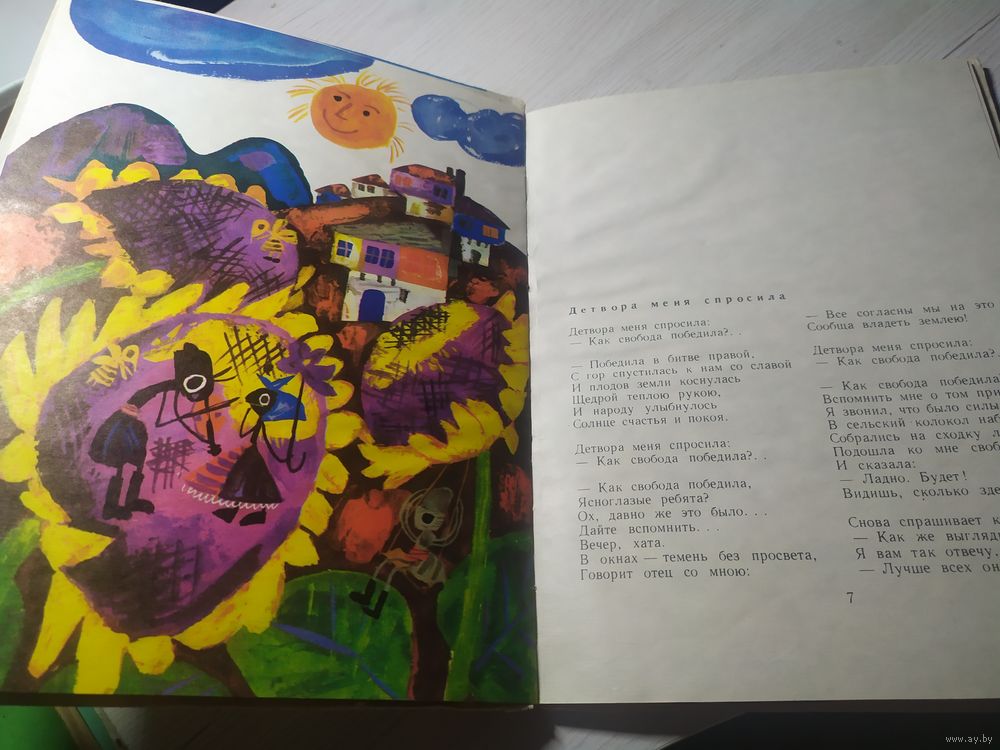 Детвора меня спросила
Детвора меня спросила:
— Как свобода победила?. .
— Победила в битве правой,
С гор спустилась к нам со славой
И плодов земли коснулась
Щедрой теплою рукою,
И народу улыбнулось
Солнце счастья и покоя.
Детвора меня спросила:
— Как свобода победила?. .
— Как свобода победила,
Ясноглазые ребята?
Ох, давно же это было. . .
Дайте вспомнить. . .
Вечер, хата.
В окнах — темень без просвета,
Говорит отец со мною:
— Все согласны мы на это
Сообща владеть землею!
Детвора меня спросила:
— Как свобода победила?.
— Как свобода победила
Вспомнить мне о том
Я звонил, что было силы
В сельский колокол
Собрались на сходку
Подошла ко мне
И сказала:
— Ладно. Будет!
Видишь, сколько
Снова спрашивает
— Как же
Я вам так отвечу,
— Лучше всех
7
www.ay.by